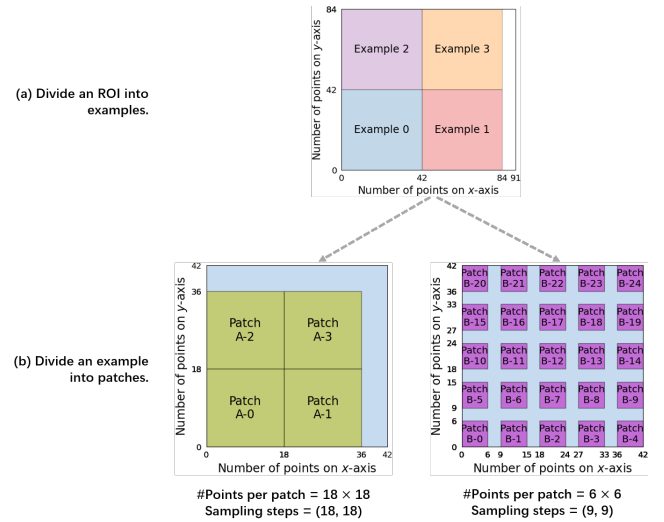 84
Example 2 Example 3
42
Example 0 Example 1
0
0 42 84 91
Number of points on x-axis
Number of points on y-axis
(a) Divide an ROI into
examples.
42
36
Patch Patch
A-2 A-3
18
Patch Patch
A-0 A-1
0
0 18 36 42
Number of points on x-axis
Number of points on y-axis
(b) Divide an example
into patches.
#Points per patch = 18 × 18
Sampling steps = (18, 18)
42
Patch Patch Patch Patch Patch
B-20 B-21 B-22 B-23 B-24
36
33
Patch Patch Patch Patch Patch
B-15 B-16 B-17 B-18 B-19
27
24
Patch Patch Patch Patch Patch
B-10 B-11 B-12 B-13 B-14
18
15
Patch Patch Patch Patch Patch
B-5 B-6 B-7 B-8 B-9
9
6
Patch Patch Patch Patch Patch
B-0 B-1 B-2 B-3 B-4
0
0 6 9 15 18 24 27 33 36 42
Number of points on x-axis
Number of points on y-axis
#Points per patch = 6 × 6
Sampling steps = (9, 9)